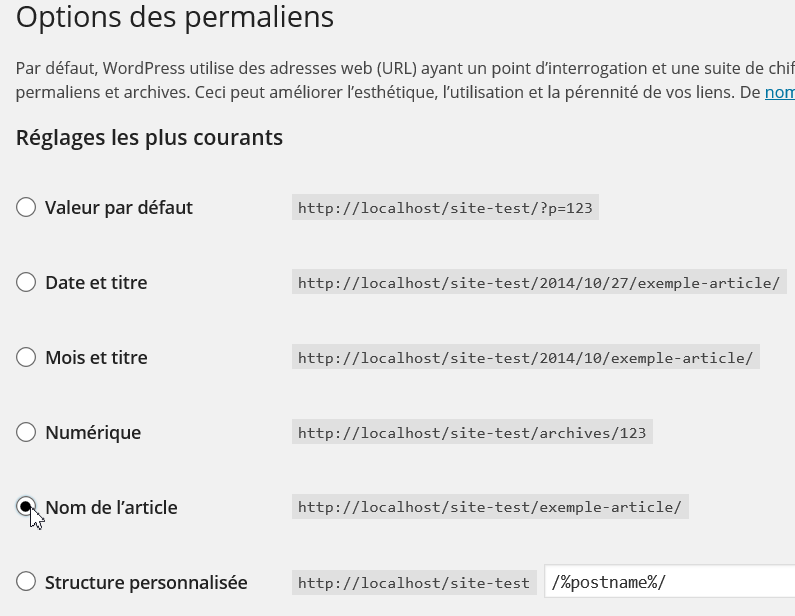 Options des permaliens
Par défaut, WordPress utilise des adresses web (URL) ayant un point d’interrogation et une suite de
permaliens et archives. Ceci peut améliorer l’esthétique, l’utilisation et la pérennité de vos liens. De
Réglages les plus courants
Valeur par défaut http://localhost/site-test/?p=123
Date et titre http://localhost/site-test/2014/10/27/exemple-article/
Mois et titre http://localhost/site-test/2014/10/exemple-article/
Numérique http://localhost/site-test/archives/123
Nom de l’article http://localhost/site-test/exemple-article/
Structure personnalisée http://localhost/site-test /%postname%/